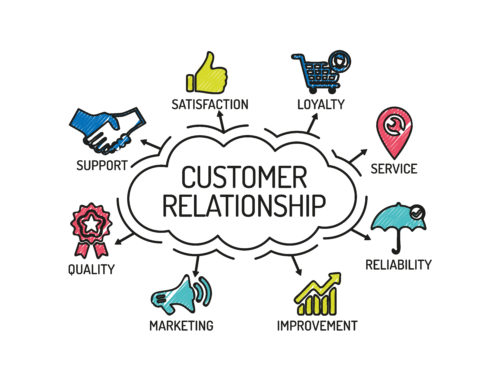 SATISFACTION
LOYALTY
SUPPORT
SERVICE
CUSTOMER
RELATIONSHIP
QUALITY
RELIABILITY
MARKETING
IMPROVEMENT